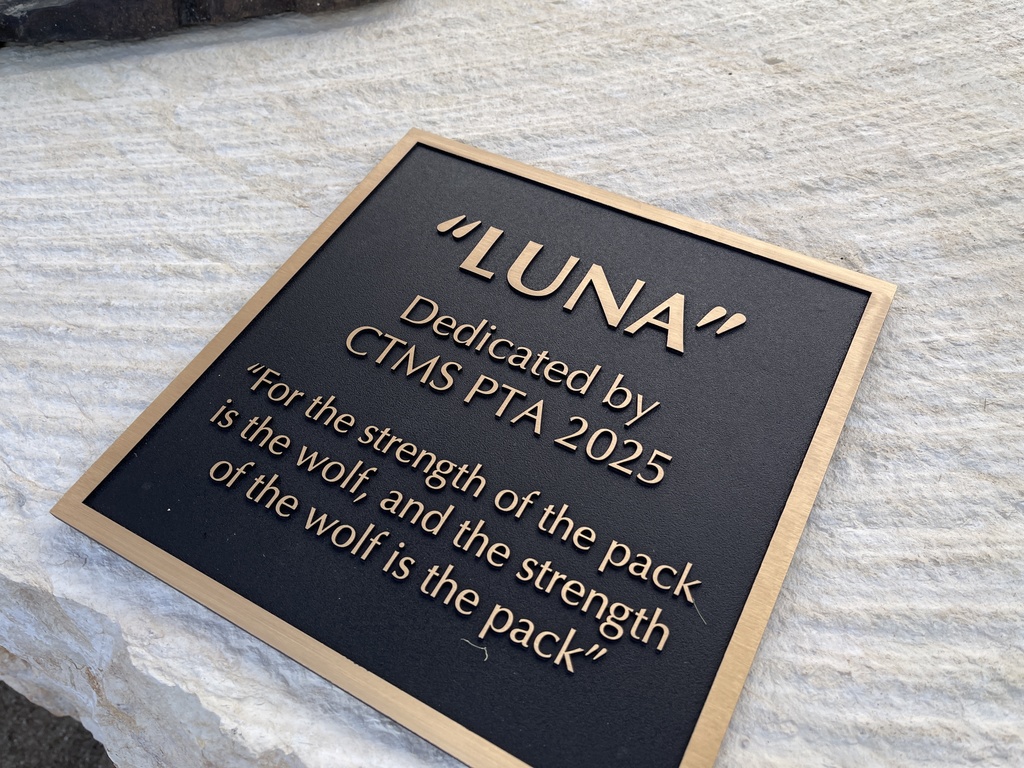 “LUNA”
Dedicated by
CTMS PTA 2025
“For the strength of the pack
is the wolf, and the strength
of the wolf is the pack”